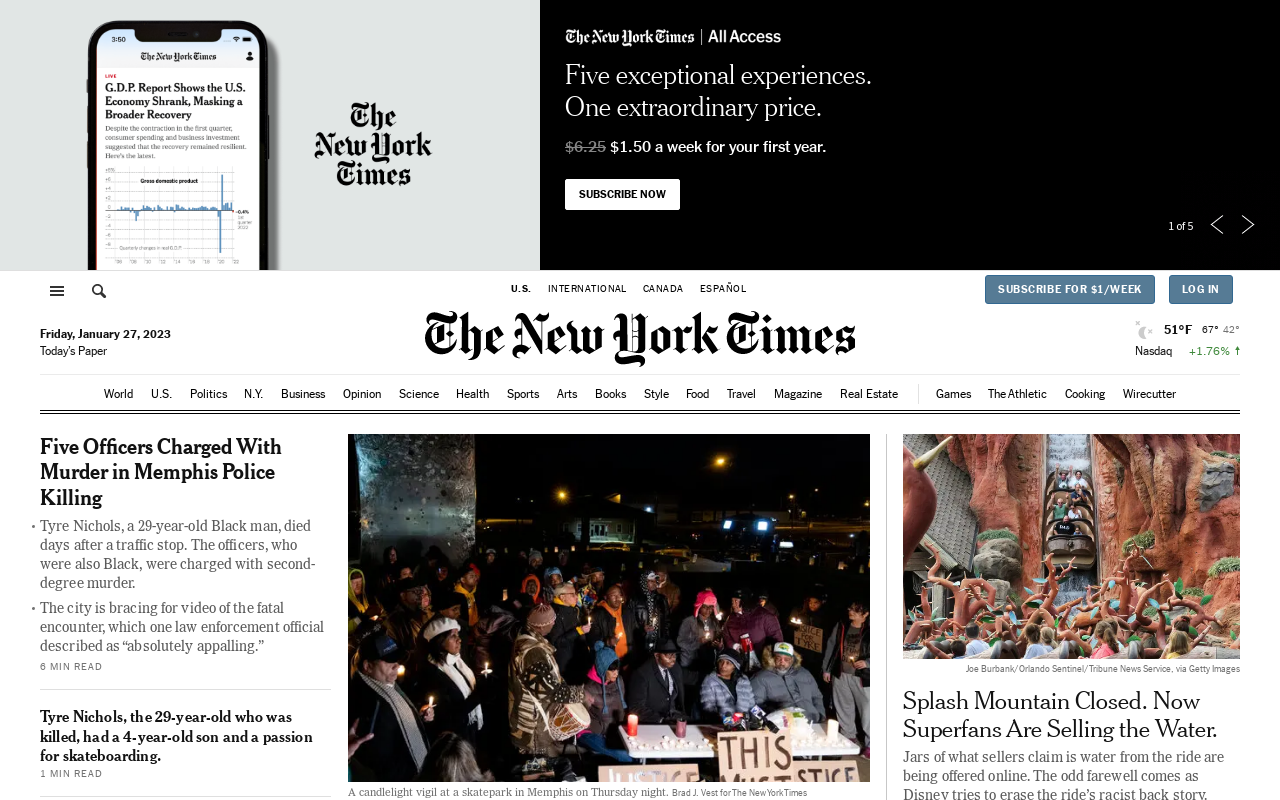 3:50
The New York Times
LIVE
G.D.P. Report Shows the U.S.
Economy Shrank, Masking a
Broader Recovery
Despite the contraction in the first quarter,
consumer spending and business investment
suggested that the recovery remained resilient.
Here's the latest.
Gross domestic product
-0.4%
Quarterly changes in real G.D.P.
The
New York
Times
The New York Times | All Access
Five exceptional experiences.
One extraordinary price.
$6.25 $1.50 a week for your first year.
SUBSCRIBE NOW
1 of 5
U.S. INTERNATIONAL CANADA ESPAÑOL
SUBSCRIBE FOR $1/WEEK LOG IN
Friday, January 27, 2023
Today's Paper
The New York Times
51°F 67° 42°
Nasdaq +1.76%
World U.S. Politics N.Y. Business Opinion Science Health Sports Arts Books Style Food Travel Magazine Real Estate Games The Athletic Cooking Wirecutter
Five Officers Charged With
Murder in Memphis Police
Killing
• Tyre Nichols, a 29-year-old Black man, died
days after a traffic stop. The officers, who
were also Black, were charged with second-
degree murder.
• The city is bracing for video of the fatal
encounter, which one law enforcement official
described as “absolutely appalling.”
6 MIN READ
Tyre Nichols, the 29-year-old who was
killed, had a 4-year-old son and a passion
for skateboarding.
1 MIN READ
JUSTICE
THIS
A candlelight vigil at a skatepark in Memphis on Thursday night. Brad J. Vest for The New York Times
Joe Burbank/Orlando Sentinel/Tribune News Service, via Getty Images
Splash Mountain Closed. Now
Superfans Are Selling the Water.
Jars of what sellers claim is water from the ride are
being offered online. The odd farewell comes as
Disney tries to erase the ride's racist back story.